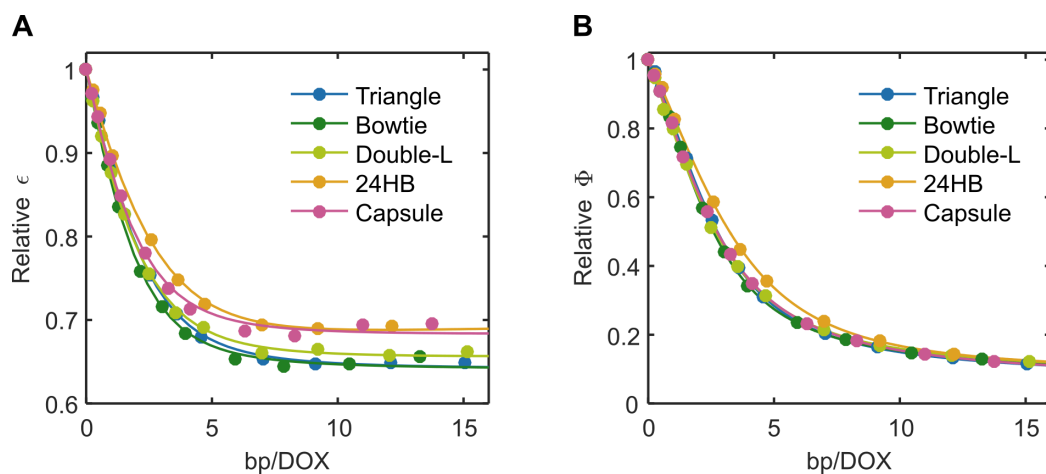 A
Relative ϵ
1
0.9
0.8
0.7
0.6
0
5
10
15
bp/DOX
Triangle
Bowtie
Double-L
24HB
Capsule
B
Relative Φ
1
0.8
0.6
0.4
0.2
0
0
5
10
15
bp/DOX
Triangle
Bowtie
Double-L
24HB
Capsule